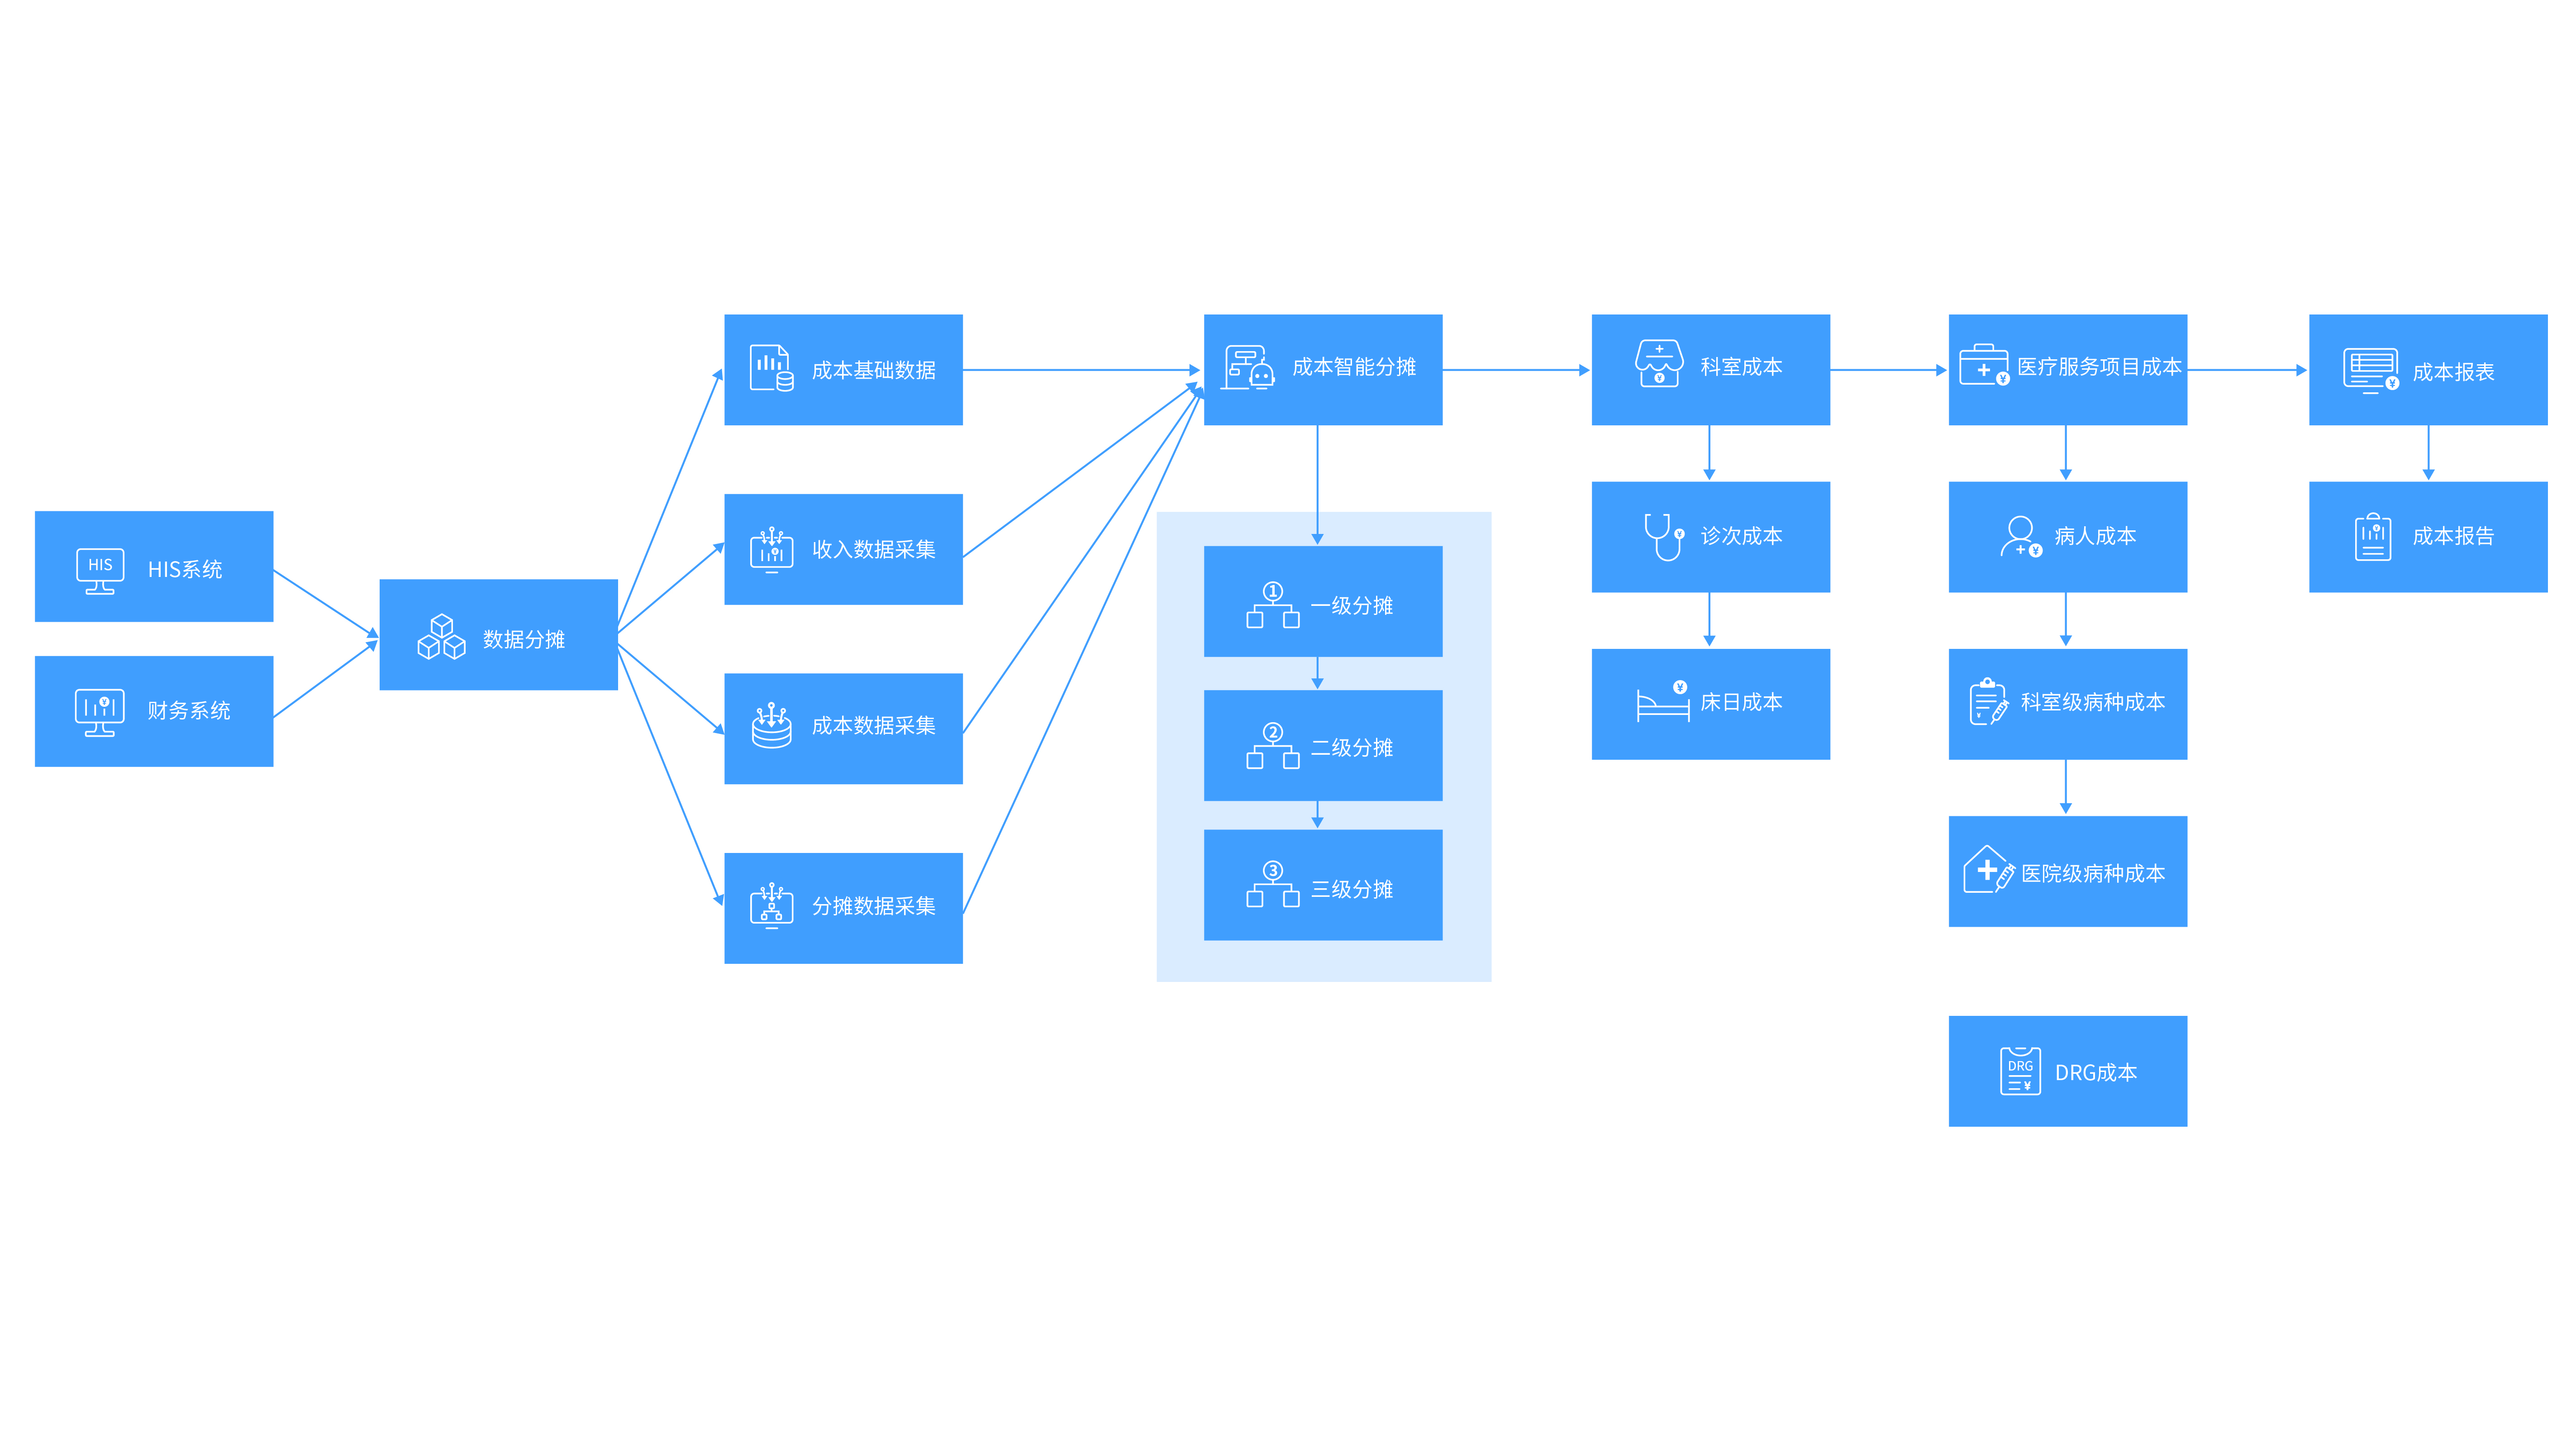 HIS
HIS系统
财务系统
数据分摊
成本基础数据
收入数据采集
成本数据采集
分摊数据采集
成本智能分摊
1
一级分摊
2
二级分摊
3
三级分摊
科室成本
诊次成本
床日成本
医疗服务项目成本
病人成本
科室级病种成本
医院级病种成本
DRG
DRG成本
成本报表
成本报告